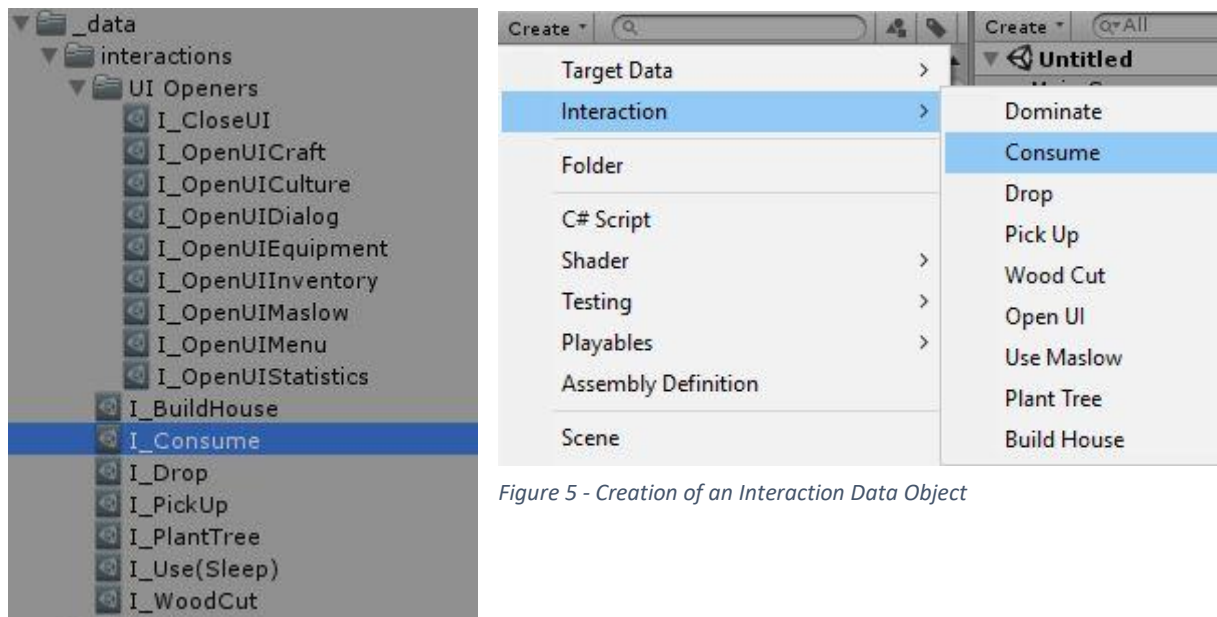 _data
interactions
UI Openers
I_CloseUI
I_OpenUICraft
I_OpenUICulture
I_OpenUIDialog
I_OpenUIEquipment
I_OpenUIInventory
I_OpenUIMaslow
I_OpenUIMenu
I_OpenUIStatistics
I_BuildHouse
I_Consume
I_Drop
I_PickUp
I_PlantTree
I_Use(Sleep)
I_WoodCut
Create
Target Data
Interaction
Folder
C# Script
Shader
Testing
Playables
Assembly Definition
Scene
Create All
Untitled
Dominate
Consume
Drop
Pick Up
Wood Cut
Open UI
Use Maslow
Plant Tree
Build House
Figure 5 - Creation of an Interaction Data Object